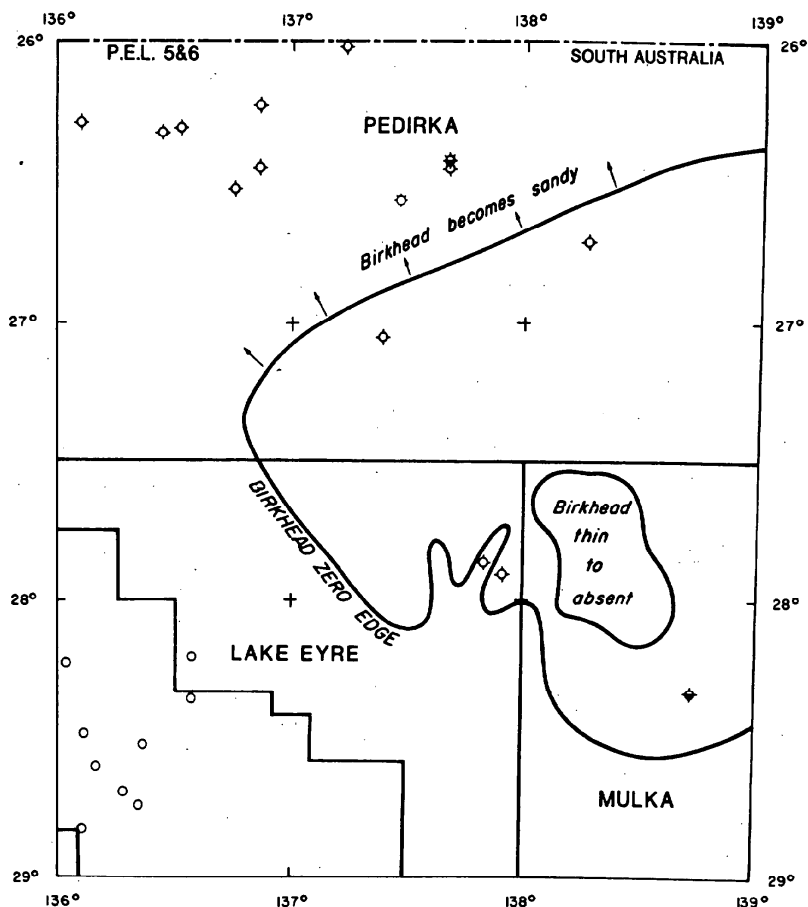 136°
137°
138°
139°
26°
26°
P.E.L. 5&6
SOUTH AUSTRALIA
PEDIRKA
Birkhead becomes sandy
27°
27°
BIRKHEAD ZERO EDGE
Birkhead
thin
to
absent
28°
28°
LAKE EYRE
MULKA
29°
29°
136°
137°
138°
139°